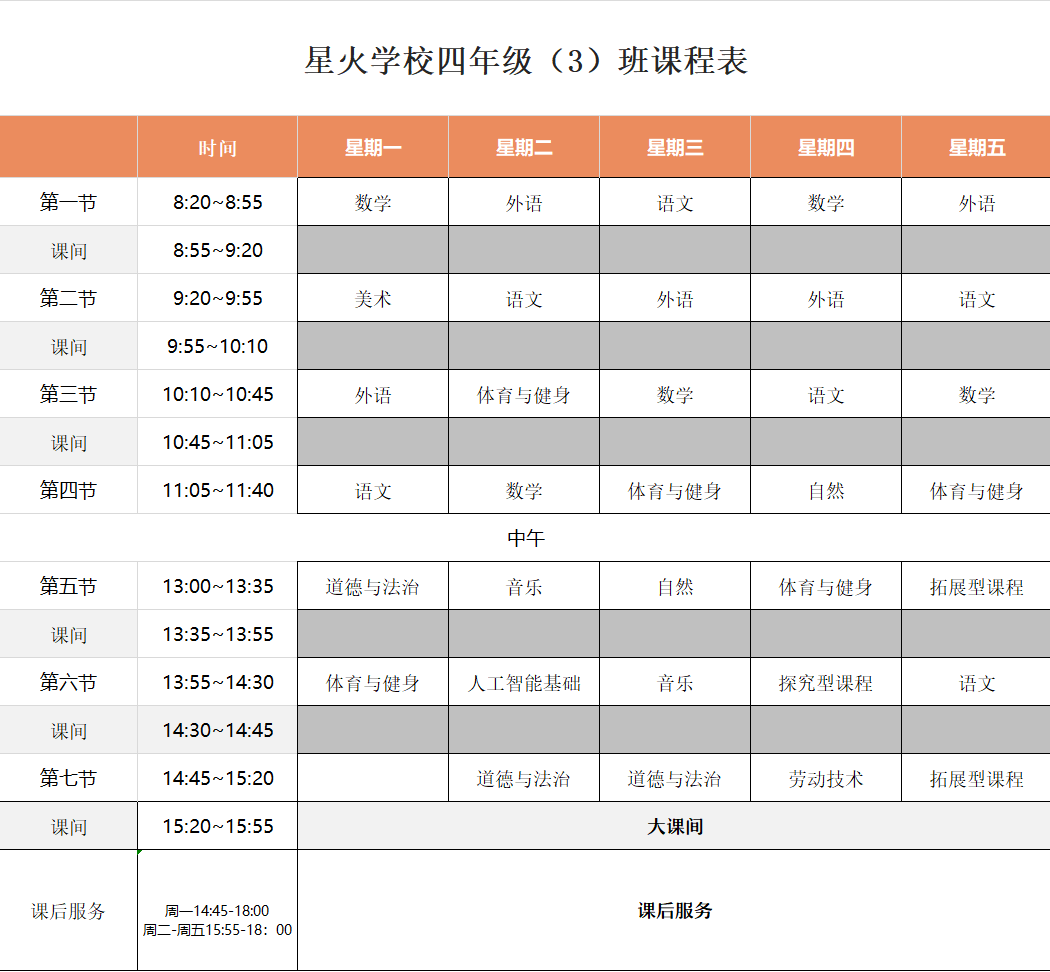 星火学校四年级（3）班课程表
时间 星期一 星期二 星期三 星期四 星期五
第一节 8:20~8:55 数学 外语 语文 数学 外语
课间 8:55~9:20
第二节 9:20~9:55 美术 语文 外语 外语 语文
课间 9:55~10:10
第三节 10:10~10:45 外语 体育与健身 数学 语文 数学
课间 10:45~11:05
第四节 11:05~11:40 语文 数学 体育与健身 自然 体育与健身
中午
第五节 13:00~13:35 道德与法治 音乐 自然 体育与健身 拓展型课程
课间 13:35~13:55
第六节 13:55~14:30 体育与健身 人工智能基础 音乐 探究型课程 语文
课间 14:30~14:45
第七节 14:45~15:20 道德与法治 道德与法治 劳动技术 拓展型课程
课间 15:20~15:55 大课间
课后服务 周一14:45-18:00 课后服务
周二-周五15:55-18：00